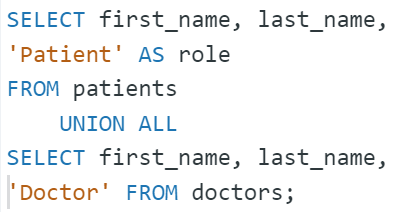 SELECT first_name, last_name,
'Patient' AS role
FROM patients
    UNION ALL
SELECT first_name, last_name,
'Doctor' FROM doctors;